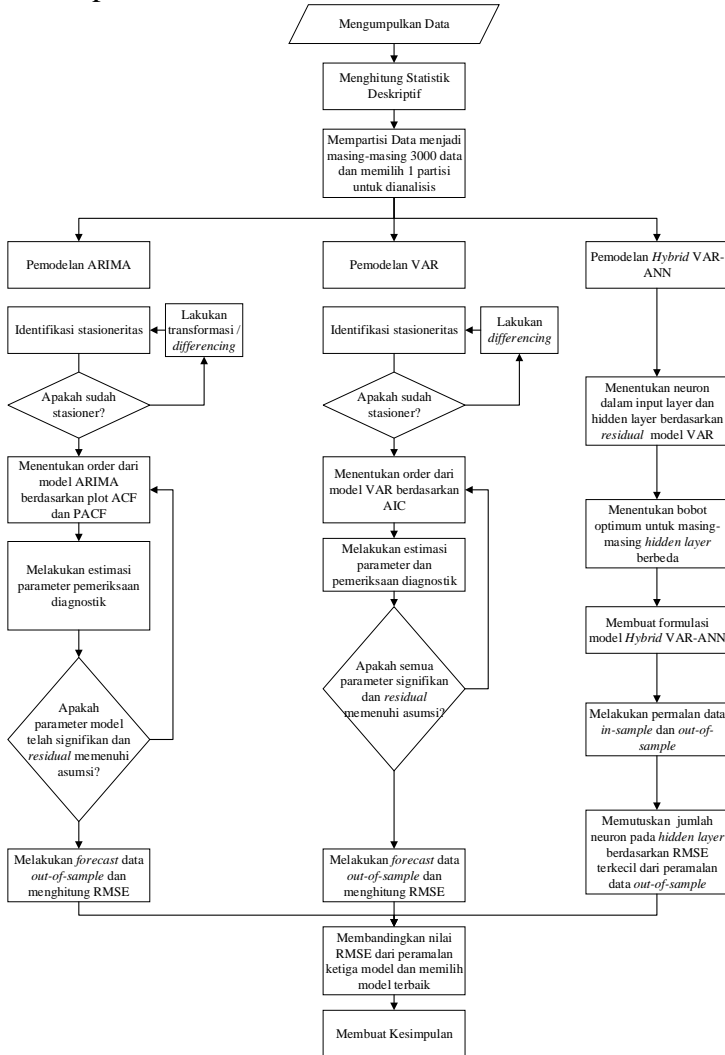 Mengumpulkan Data
Menghitung Statistik
Deskriptif
Mempartisi Data menjadi
masing-masing 3000 data
dan memilih 1 partisi
untuk dianalisis
Pemodelan ARIMA
Identifikasi stasioneritas
Lakukan
transformasi /
differencing
Apakah sudah
stasioner?
Menentukan order dari
model ARIMA
berdasarkan plot ACF
dan PACF
Melakukan estimasi
parameter pemeriksaan
diagnostik
Apakah
parameter model
telah signifikan dan
residual memenuhi
asumsi?
Melakukan forecast data
out-of-sample dan
menghitung RMSE
Pemodelan VAR
Identifikasi stasioneritas
Lakukan
differencing
Apakah sudah
stasioner?
Menentukan order dari
model VAR berdasarkan
AIC
Melakukan estimasi
parameter dan
pemeriksaan diagnostik
Apakah semua
parameter signifikan
dan residual
memenuhi asumsi?
Melakukan forecast data
out-of-sample dan
menghitung RMSE
Pemodelan Hybrid VAR-
ANN
Menentukan neuron
dalam input layer dan
hidden layer berdasarkan
residual model VAR
Menentukan bobot
optimum untuk masing-
masing hidden layer
berbeda
Membuat formulasi
model Hybrid VAR-ANN
Melakukan permalan data
in-sample dan out-of-
sample
Memutuskan jumlah
neuron pada hidden layer
berdasarkan RMSE
terkecil dari peramalan
data out-of-sample
Membandingkan nilai
RMSE dari peramalan
ketiga model dan memilih
model terbaik
Membuat Kesimpulan